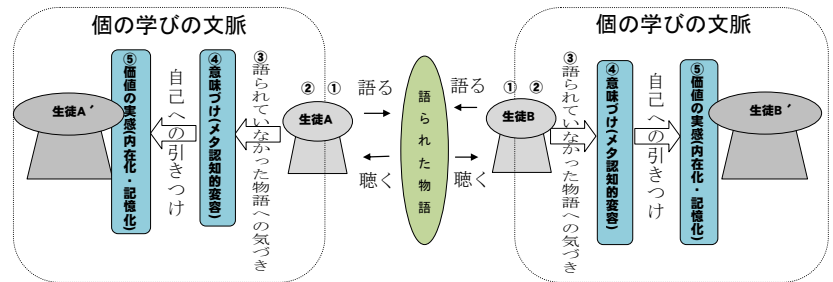 個の学びの文脈
生徒A´
⑤価値の実感(内在化・記憶化)
自己への引きつけ
④意味づけ(メタ認知的変容)
③語られていなかった物語への気づき
② ①
生徒A
語る
聴く
語られた物語
語る
聴く
個の学びの文脈
① ②
生徒B
③語られていなかった物語への気づき
④意味づけ(メタ認知的変容)
自己への引きつけ
⑤価値の実感(内在化・記憶化)
生徒B´